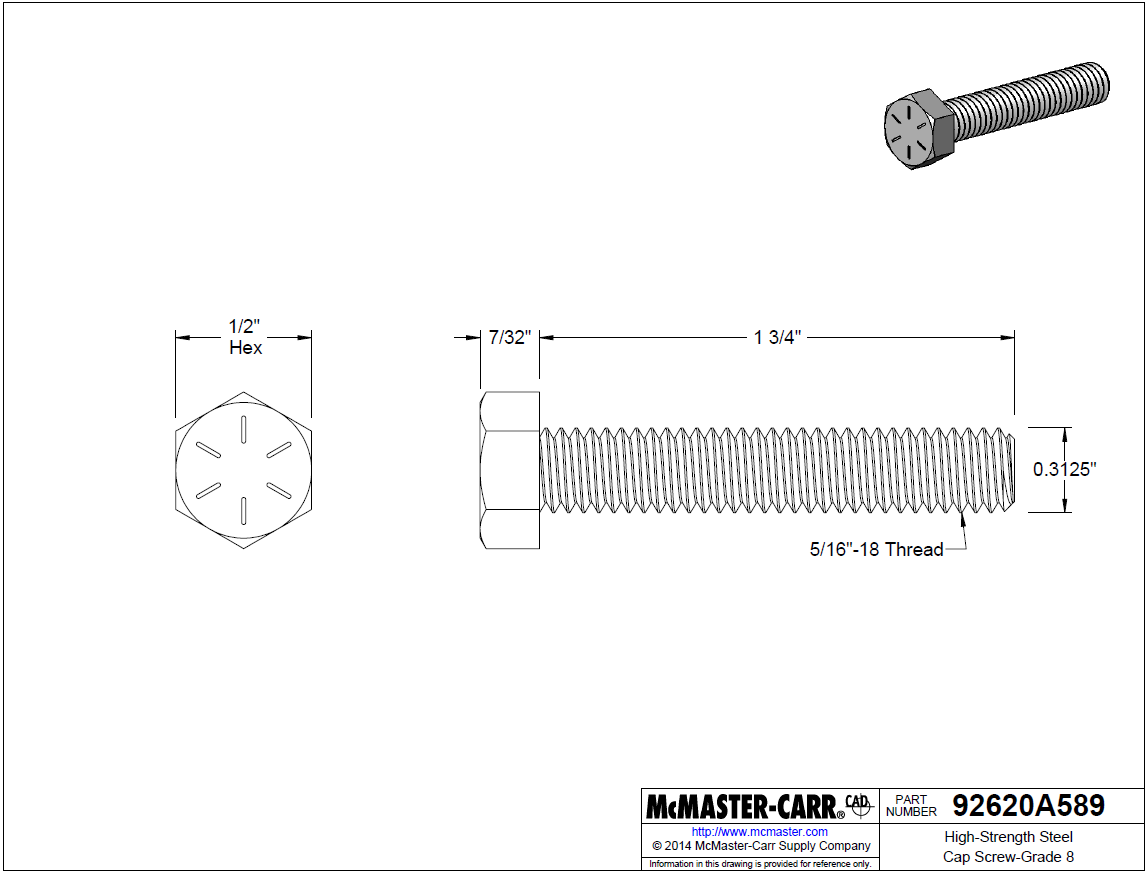 1/2"
Hex
7/32"
1 3/4"
0.3125"
5/16"-18 Thread
McMASTER-CARR® CAD
PART
NUMBER
92620A589
http://www.mcmaster.com
© 2014 McMaster-Carr Supply Company
Information in this drawing is provided for reference only.
High-Strength Steel
Cap Screw-Grade 8